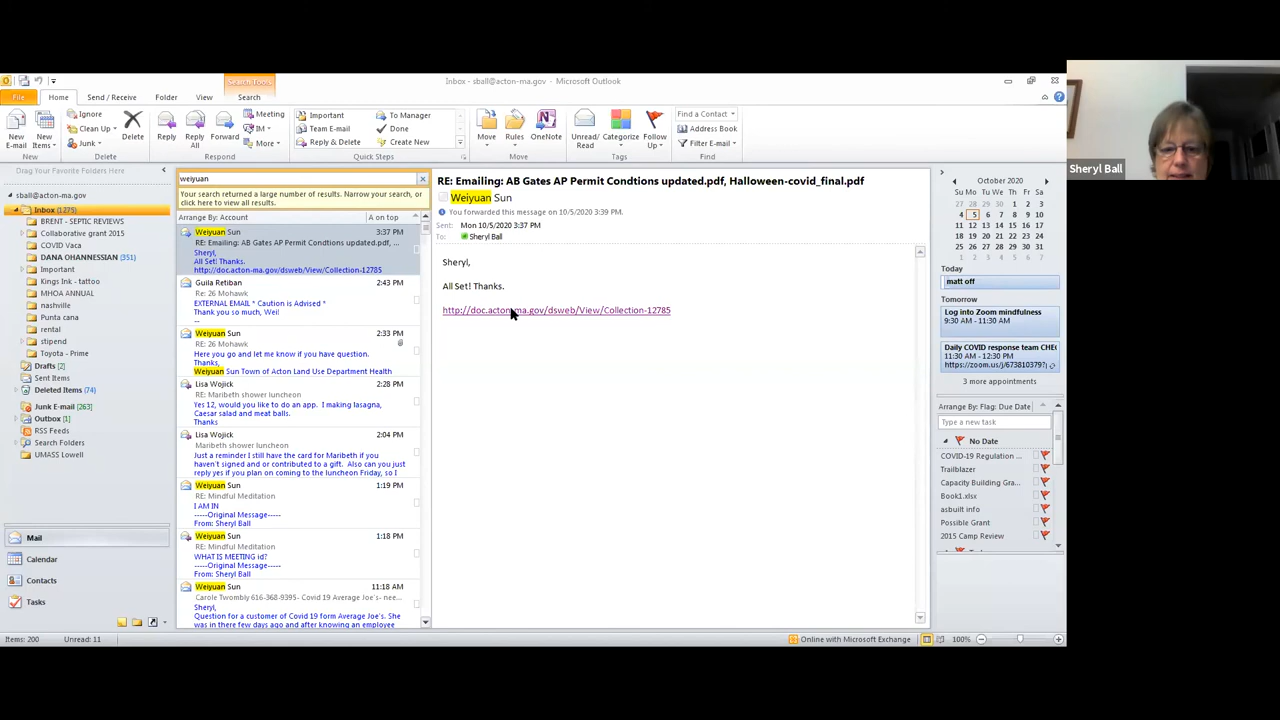 Search Tools
Inbox - sball@acton-ma.gov - Microsoft Outlook
File Home Send / Receive Folder View Search
New E-mail
New Items
Ignore
Clean Up
Junk
Delete
Reply
Reply All
Forward
Meeting
IM
More
Important
Team E-mail
Reply & Delete
To Manager
Done
Create New
Move
Rules
OneNote
Unread/ Read
Categorize
Follow Up
Find a Contact
Address Book
Filter E-mail
New Delete Respond Quick Steps Move Tags Find
Drag Your Favorite Folders Here
sball@acton-ma.gov
Inbox (1275)
BRENT - SEPTIC REVIEWS
Collaborative grant 2015
COVID Vaca
DANA OHANNESSIAN (351)
Important
Kings Ink - tattoo
MHOA ANNUAL
nashville
Punta cana
rental
stipend
Toyota - Prime
Drafts [2]
Sent Items
Deleted Items (74)
Junk E-mail [263]
Outbox [1]
RSS Feeds
Search Folders
UMASS Lowell
Mail
Calendar
Contacts
Tasks
weiyuan
Your search returned a large number of results. Narrow your search, or
click here to view all results.
Arrange By: Account A on top
Weiyuan Sun 3:37 PM
RE: Emailing: AB Gates AP Permit Condtions updated.pdf, ...
Sheryl,
All Set! Thanks.
http://doc.acton-ma.gov/dsweb/View/Collection-12785
Guila Retiban 2:43 PM
Re: 26 Mohawk
EXTERNAL EMAIL * Caution is Advised *
Thank you so much, Wei!
--
Weiyuan Sun 2:33 PM
RE: 26 Mohawk
Here you go and let me know if you have question.
Thanks,
Weiyuan Sun Town of Acton Land Use Department Health
Lisa Wojick 2:28 PM
RE: Maribeth shower luncheon
Yes 12, would you like to do an app. I making lasagna,
Caesar salad and meat balls.
Thanks
Lisa Wojick 2:04 PM
Maribeth shower luncheon
Just a reminder I still have the card for Maribeth if you
haven't signed and or contributed to a gift. Also can you just
reply yes if you plan on coming to the luncheon Friday, so I
Weiyuan Sun 1:19 PM
RE: Mindful Meditation
I AM IN
-----Original Message-----
From: Sheryl Ball
Weiyuan Sun 1:18 PM
RE: Mindful Meditation
WHAT IS MEETING id?
-----Original Message-----
From: Sheryl Ball
Weiyuan Sun 11:18 AM
Carole Twombly 616-368-9395- Covid 19 Average Joe's- nee...
Sheryl,
Question for a customer of Covid 19 form Average Joe's. She
was in there few days ago and after knowing an employee
RE: Emailing: AB Gates AP Permit Condtions updated.pdf, Halloween-covid_final.pdf
Weiyuan Sun
You forwarded this message on 10/5/2020 3:39 PM.
Sent: Mon 10/5/2020 3:37 PM
To: Sheryl Ball
Sheryl,
All Set! Thanks.
http://doc.acton-ma.gov/dsweb/View/Collection-12785
October 2020
Su Mo Tu We Th Fr Sa
27 28 29 30 1 2 3
4 5 6 7 8 9 10
11 12 13 14 15 16 17
18 19 20 21 22 23 24
25 26 27 28 29 30 31
1 2 3 4 5 6 7
Today
matt off
Tomorrow
Log into Zoom mindfulness
9:30 AM - 11:30 AM
Daily COVID response team CHEC
11:30 AM - 12:30 PM
https://zoom.us/j/673810379?
3 more appointments
Arrange By: Flag: Due Date
Type a new task
No Date
COVID-19 Regulation ...
Trailblazer
Capacity Building Gra...
Book1.xlsx
asbuilt info
Possible Grant
2015 Camp Review
Items: 200 Unread: 11
Online with Microsoft Exchange
100%
Sheryl Ball